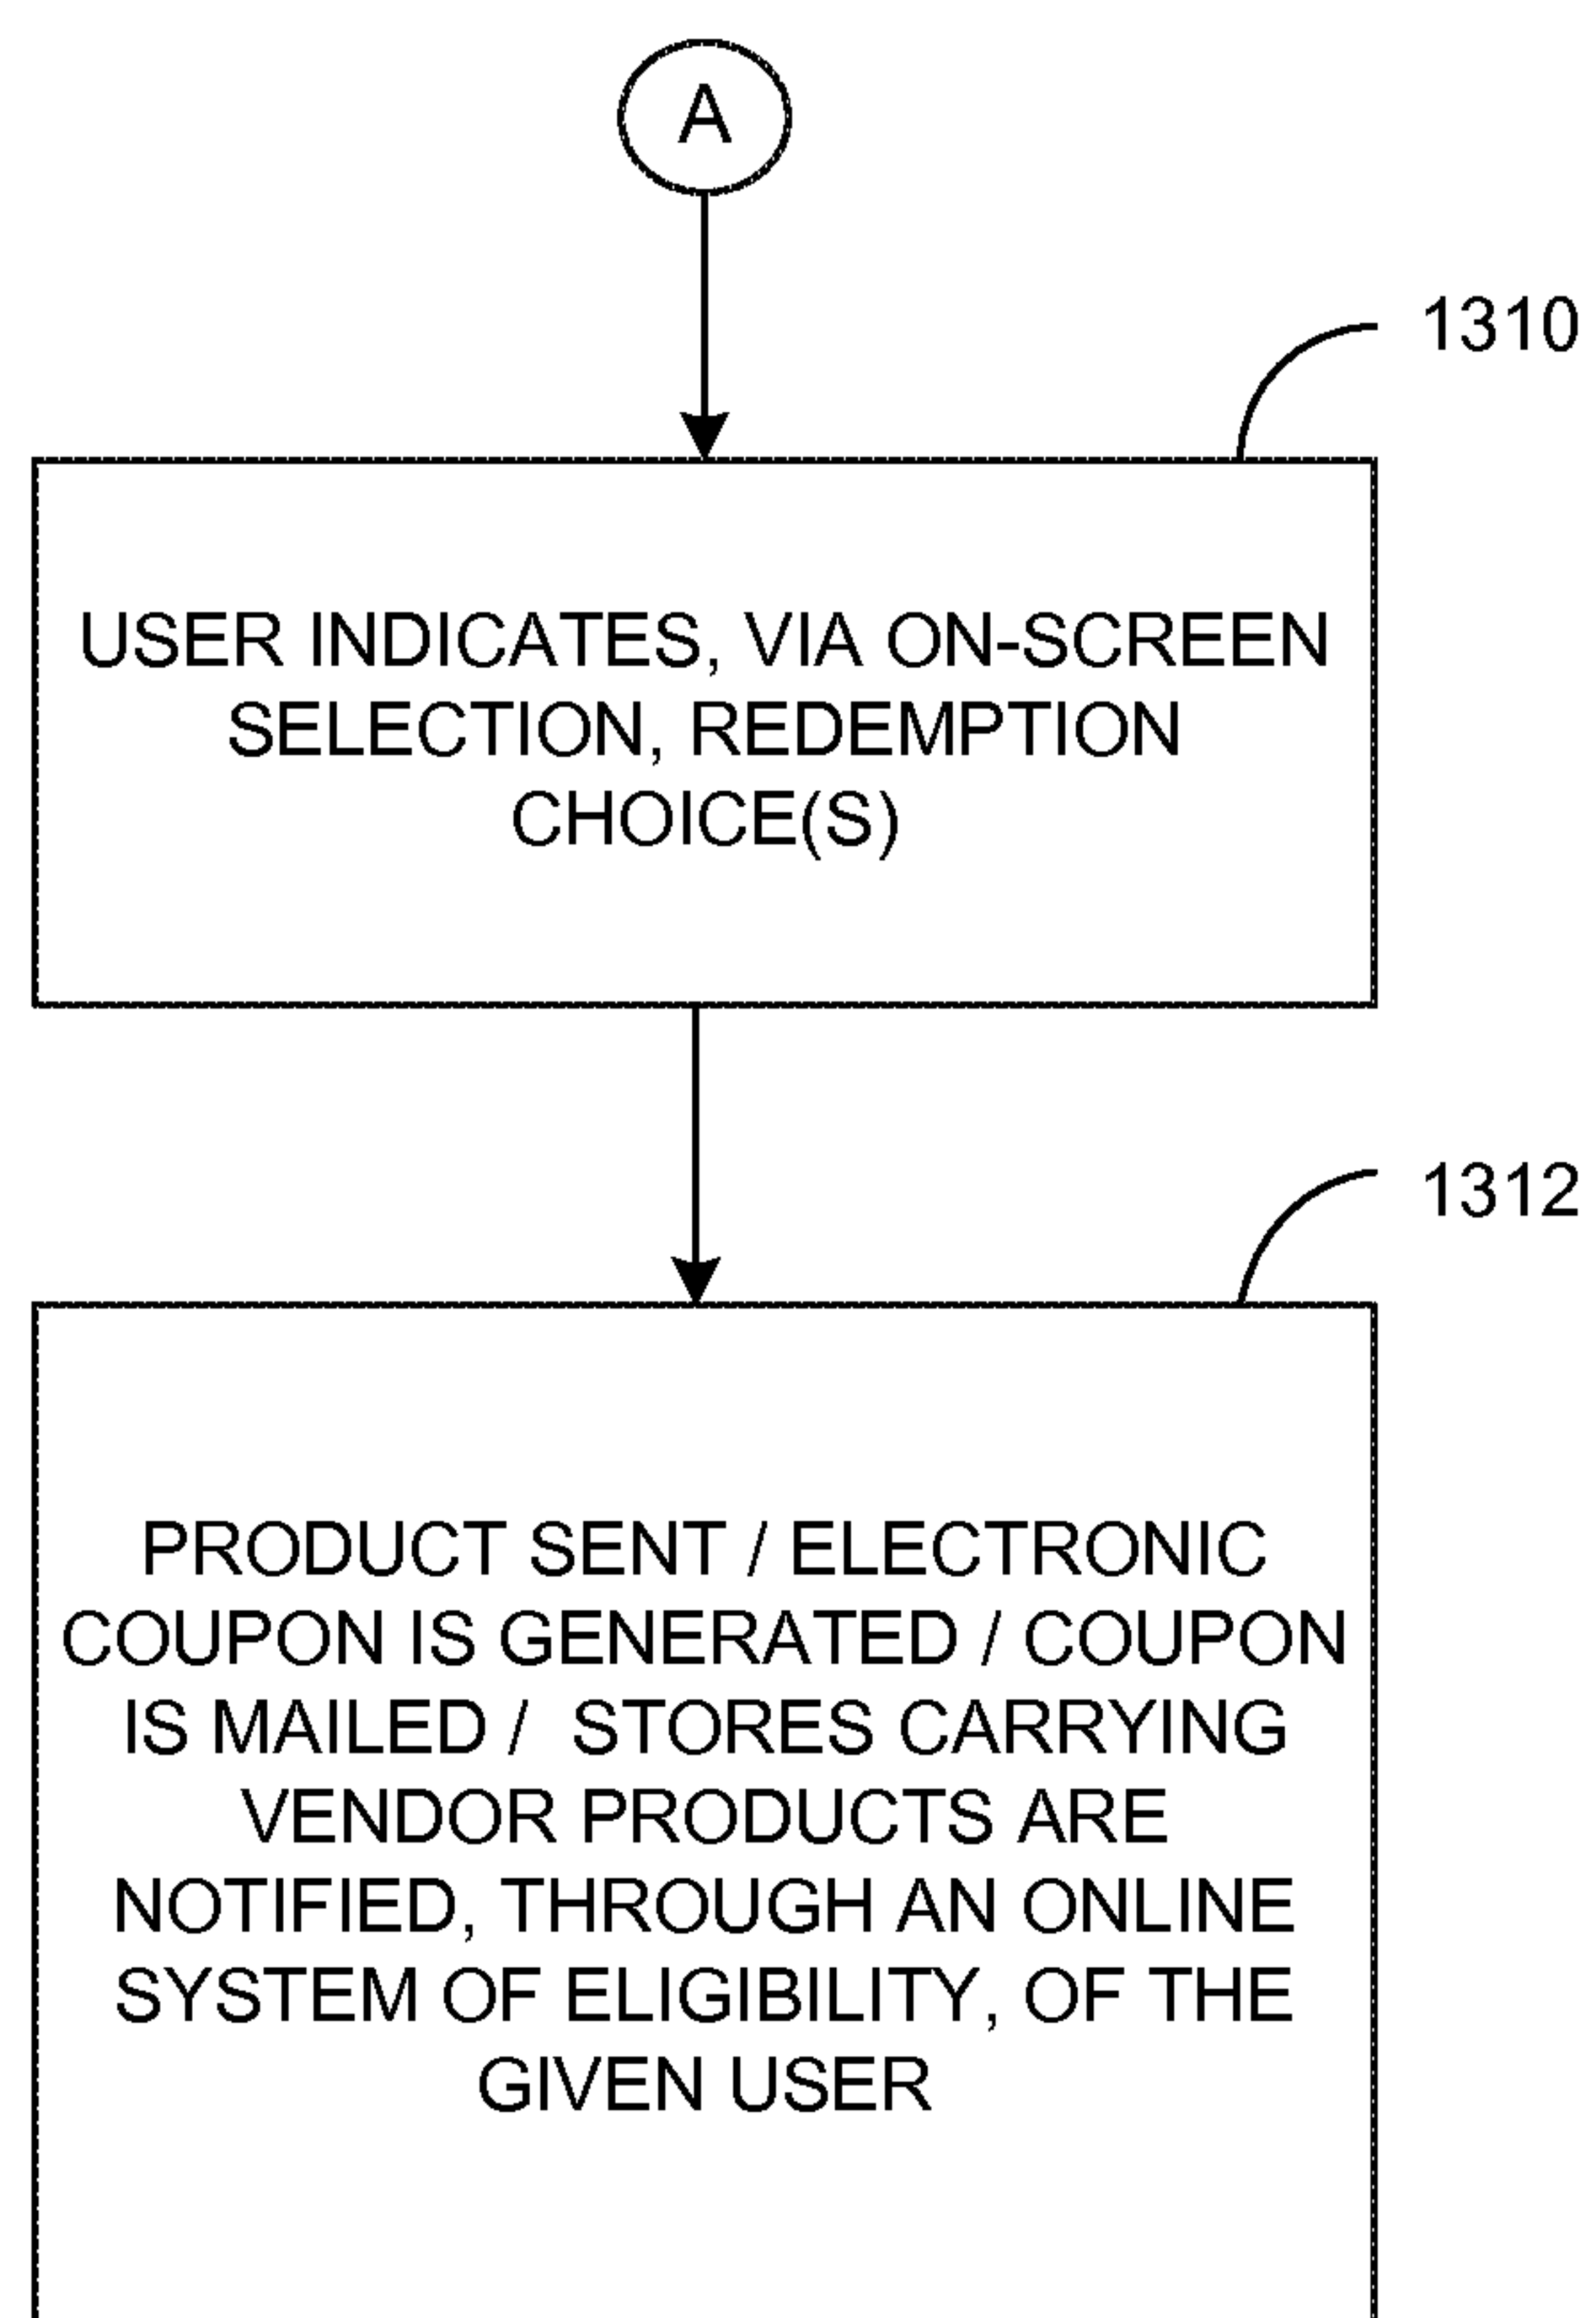 A
1310
USER INDICATES, VIA ON-SCREEN
SELECTION, REDEMPTION
CHOICE(S)
1312
PRODUCT SENT / ELECTRONIC
COUPON IS GENERATED / COUPON
IS MAILED / STORES CARRYING
VENDOR PRODUCTS ARE
NOTIFIED, THROUGH AN ONLINE
SYSTEM OF ELIGIBILITY, OF THE
GIVEN USER